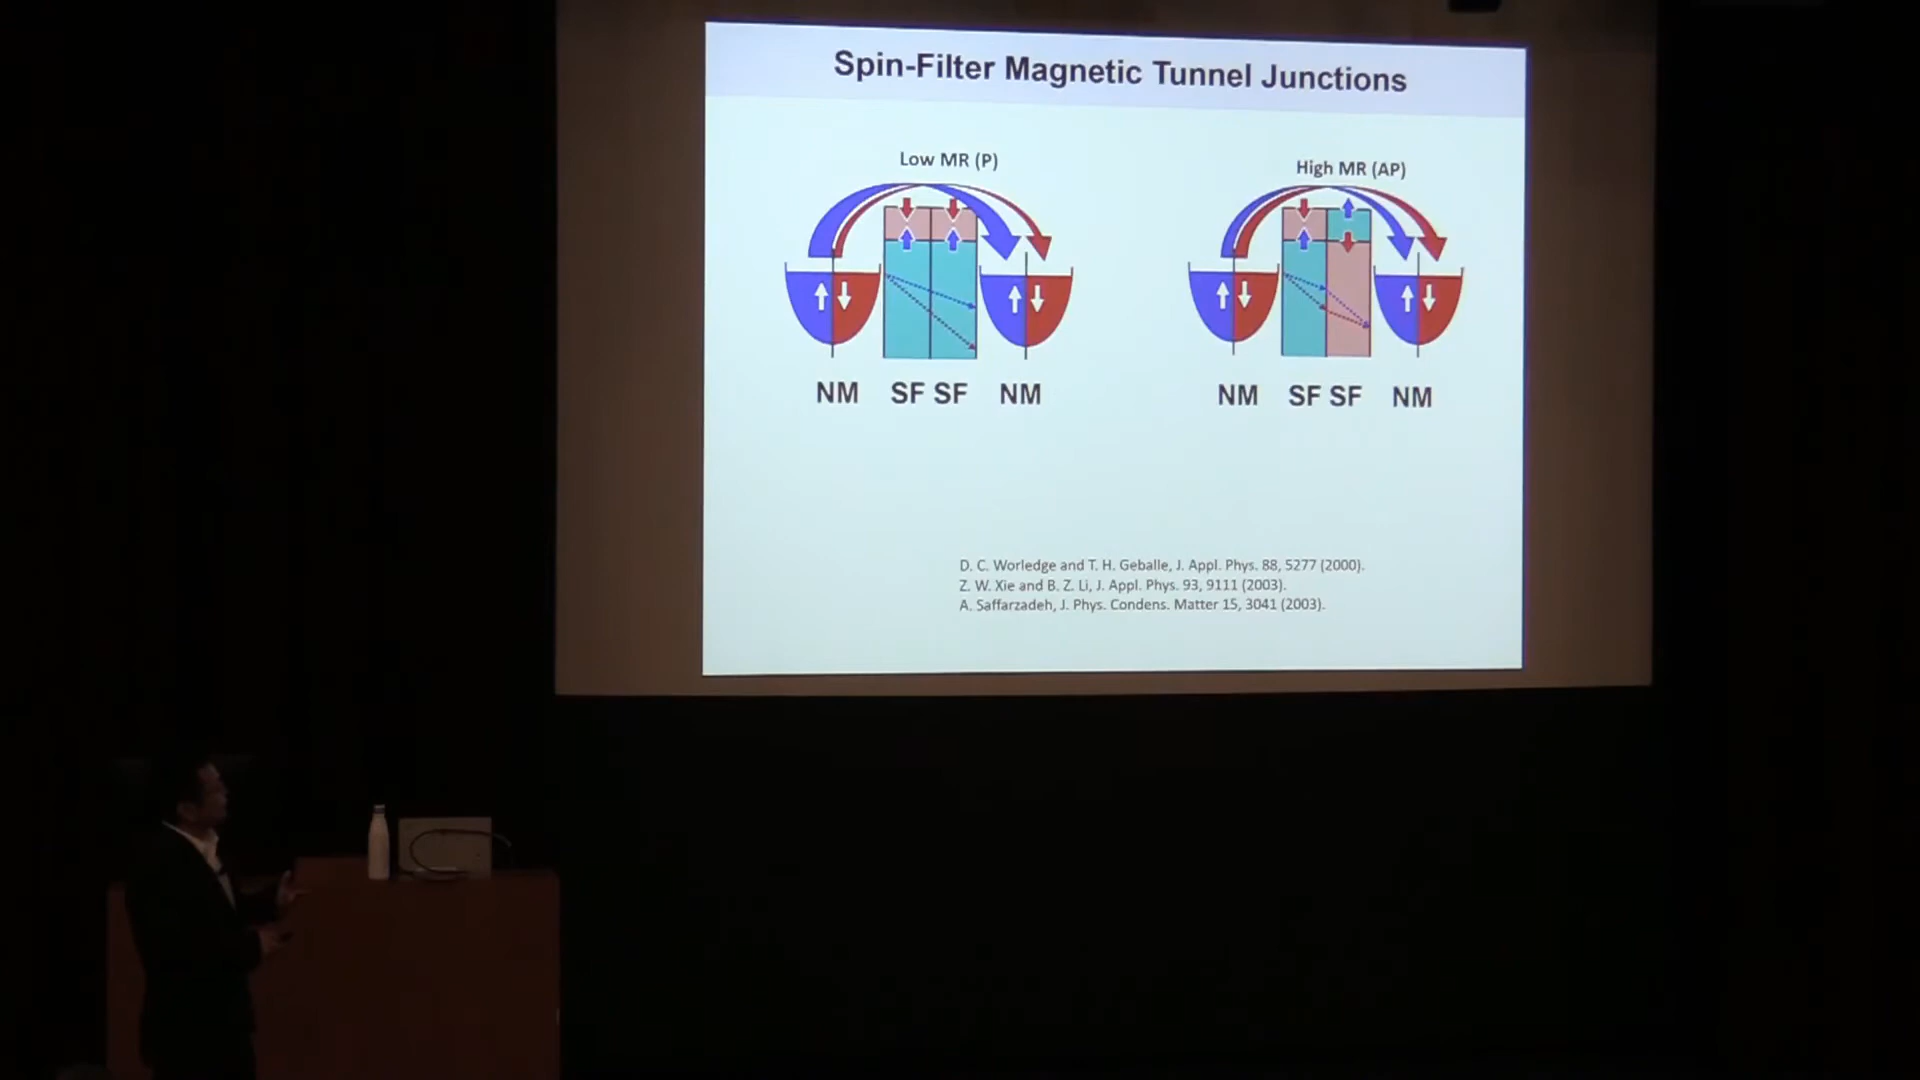 Spin-Filter Magnetic Tunnel Junctions
Low MR (P)
High MR (AP)
NM SF SF NM
NM SF SF NM
D. C. Worledge and T. H. Geballe, J. Appl. Phys. 88, 5277 (2000).
Z. W. Xie and B. Z. Li, J. Appl. Phys. 93, 9111 (2003).
A. Saffarzadeh, J. Phys. Condens. Matter 15, 3041 (2003).